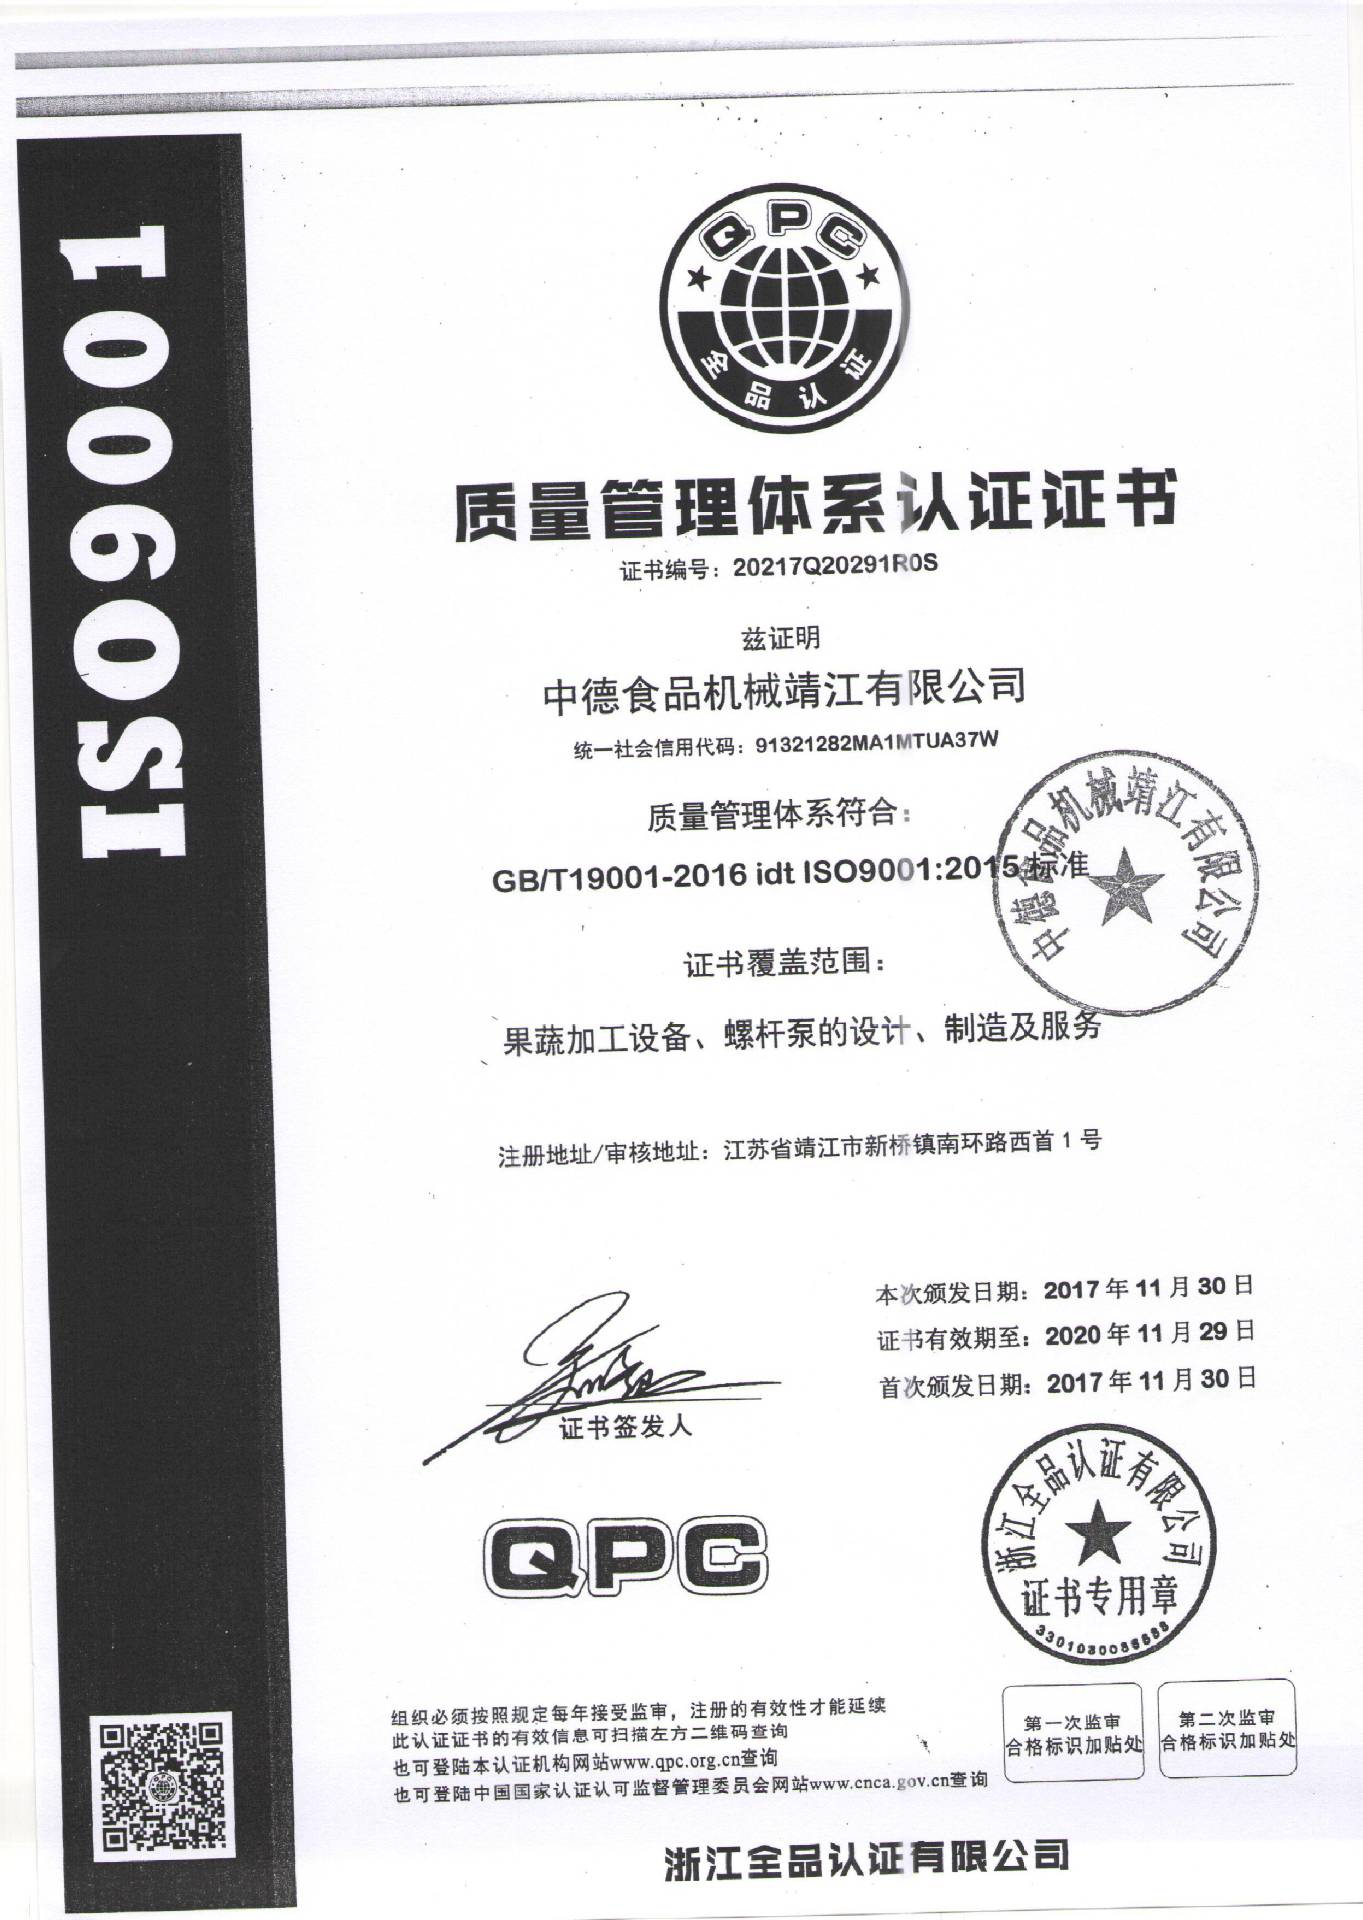 ISO9001
QPC
全品认证
质量管理体系认证证书
证书编号：20217Q20291R0S
兹证明
中德食品机械靖江有限公司
统一社会信用代码：91321282MA1MTUA37W
质量管理体系符合：
GB/T19001-2016 idt ISO9001:2015标准
中德食品机械靖江有限公司
证书覆盖范围：
果蔬加工设备、螺杆泵的设计、制造及服务
注册地址/审核地址：江苏省靖江市新桥镇南环路西首1号
本次颁发日期：2017年11月30日
证书有效期至：2020年11月29日
首次颁发日期：2017年11月30日
证书签发人
QPC
浙江全品认证有限公司
证书专用章
组织必须按照规定每年接受监审，注册的有效性才能延续
此认证证书的有效信息可扫描左方二维码查询
也可登陆本认证机构网站www.qpc.org.cn查询
也可登陆中国国家认证认可监督管理委员会网站www.cnca.gov.cn查询
第一次监审
合格标识加贴处
第二次监审
合格标识加贴处
浙江全品认证有限公司